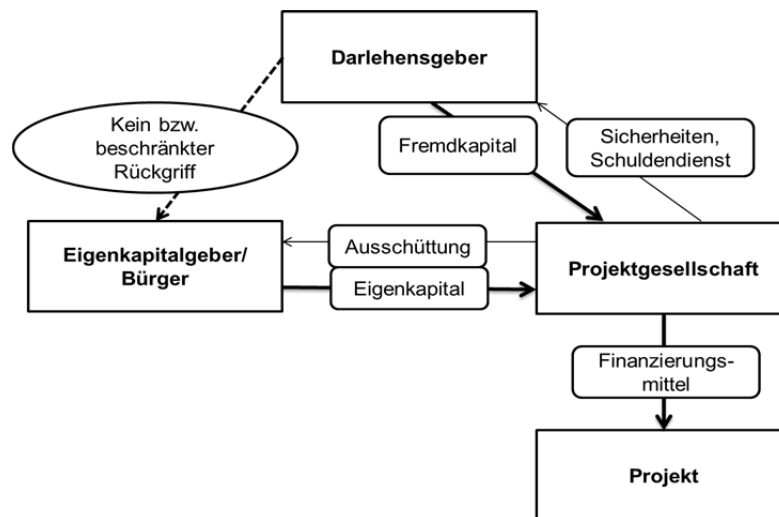 Darlehensgeber
Kein bzw.
beschränkter
Rückgriff
Fremdkapital
Sicherheiten,
Schuldendienst
Eigenkapitalgeber/
Bürger
Ausschüttung
Eigenkapital
Projektgesellschaft
Finanzierungs-
mittel
Projekt